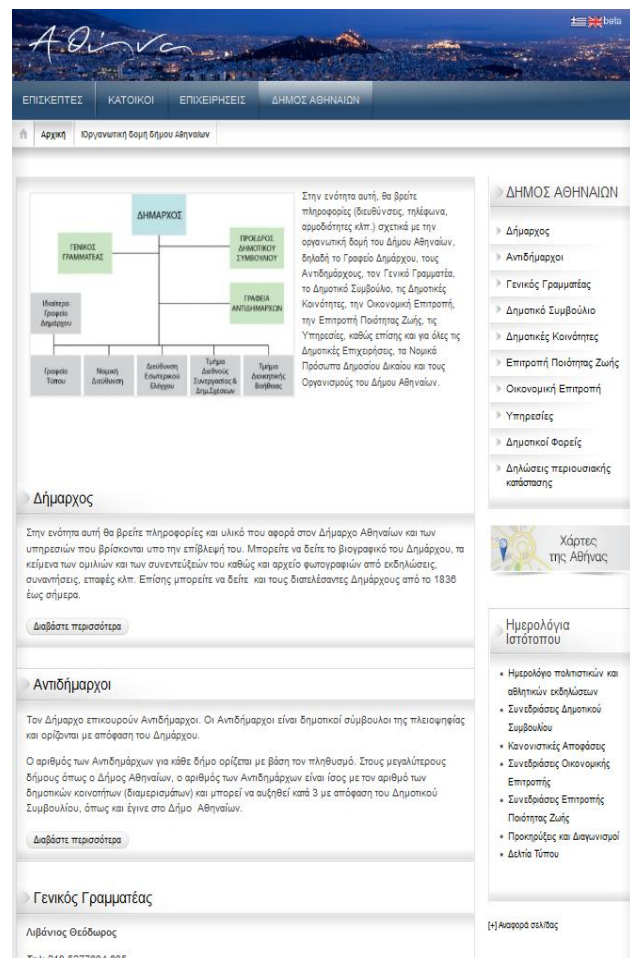 Αθήνα
beta
ΕΠΙΣΚΕΠΤΕΣ ΚΑΤΟΙΚΟΙ ΕΠΙΧΕΙΡΗΣΕΙΣ ΔΗΜΟΣ ΑΘΗΝΑΙΩΝ
Αρχική Οργανωτική δομή δήμου Αθηναίων
ΔΗΜΑΡΧΟΣ
ΓΕΝΙΚΟΣ
ΓΡΑΜΜΑΤΕΑΣ
ΠΡΟΕΔΡΟΣ
ΔΗΜΟΤΙΚΟΥ
ΣΥΜΒΟΥΛΙΟΥ
ΓΡΑΦΕΙΑ
ΑΝΤΙΔΗΜΑΡΧΩΝ
Ιδιαίτερο
Γραφείο
Δημάρχου
Γραφείο
Τύπου
Νομική
Διεύθυνση
Διεύθυνση
Εσωτερικού
Ελέγχου
Τμήμα
Διεθνούς
Συνεργασίας &
Δημ.Σχέσεων
Τμήμα
Διοικητικής
Βοήθειας
Στην ενότητα αυτή, θα βρείτε
πληροφορίες (διευθύνσεις, τηλέφωνα,
αρμοδιότητες κλπ.) σχετικά με την
οργανωτική δομή του Δήμου Αθηναίων,
δηλαδή το Γραφείο Δημάρχου, τους
Αντιδημάρχους, τον Γενικό Γραμματέα,
το Δημοτικό Συμβούλιο, τις Δημοτικές
Κοινότητες, την Οικονομική Επιτροπή,
την Επιτροπή Ποιότητας Ζωής, τις
Υπηρεσίες, καθώς επίσης και για όλες τις
Δημοτικές Επιχειρήσεις, τα Νομικά
Πρόσωπα Δημοσίου Δικαίου και τους
Οργανισμούς του Δήμου Αθηναίων.
Δήμαρχος
Στην ενότητα αυτή θα βρείτε πληροφορίες και υλικό που αφορά στον Δήμαρχο Αθηναίων και των
υπηρεσιών που βρίσκονται υπο την επίβλεψή του. Μπορείτε να δείτε το βιογραφικό του Δημάρχου, τα
κείμενα των ομιλιών και των συνεντεύξεών του καθώς και αρχείο φωτογραφιών από εκδηλώσεις,
συναντήσεις, επαφές κλπ. Επίσης μπορείτε να δείτε και τους διατελέσαντες Δημάρχους από το 1836
έως σήμερα.
Διαβάστε περισσότερα
Αντιδήμαρχοι
Τον Δήμαρχο επικουρούν Αντιδήμαρχοι. Οι Αντιδήμαρχοι είναι δημοτικοί σύμβουλοι της πλειοψηφίας
και ορίζονται με απόφαση του Δημάρχου.
Ο αριθμός των Αντιδημάρχων για κάθε δήμο ορίζεται με βάση τον πληθυσμό. Στους μεγαλύτερους
δήμους όπως ο Δήμος Αθηναίων, ο αριθμός των Αντιδημάρχων είναι ίσος με τον αριθμό των
δημοτικών κοινοτήτων (διαμερισμάτων) και μπορεί να αυξηθεί κατά 3 με απόφαση του Δημοτικού
Συμβουλίου, όπως και έγινε στο Δήμο Αθηναίων.
Διαβάστε περισσότερα
Γενικός Γραμματέας
Λιβάνιος Θεόδωρος
ΔΗΜΟΣ ΑΘΗΝΑΙΩΝ
Δήμαρχος
Αντιδήμαρχοι
Γενικός Γραμματέας
Δημοτικό Συμβούλιο
Δημοτικές Κοινότητες
Επιτροπή Ποιότητας Ζωής
Οικονομική Επιτροπή
Υπηρεσίες
Δημοτικοί Φορείς
Δηλώσεις περιουσιακής
κατάστασης
Χάρτες
της Αθήνας
Ημερολόγια
Ιστότοπου
Ημερολόγιο πολιτιστικών και
αθλητικών εκδηλώσεων
Συνεδριάσεις Δημοτικού
Συμβουλίου
Κανονιστικές Αποφάσεις
Συνεδριάσεις Οικονομικής
Επιτροπής
Συνεδριάσεις Επιτροπής
Ποιότητας Ζωής
Προκηρύξεις και Διαγωνισμοί
Δελτία Τύπου
[+] Αναφορά σελίδας